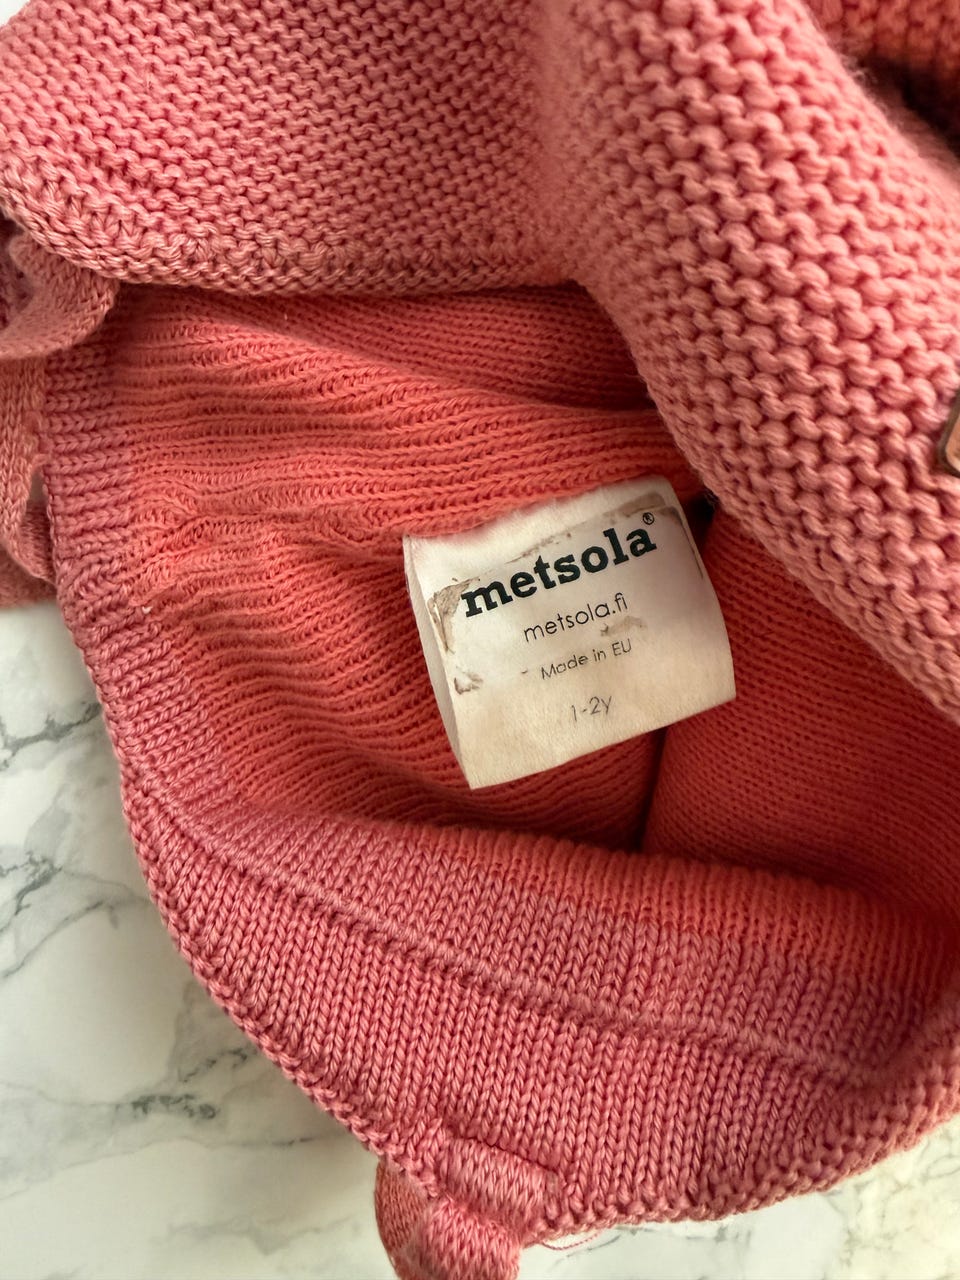 metsola®
metsola.fi
Made in EU
1-2y